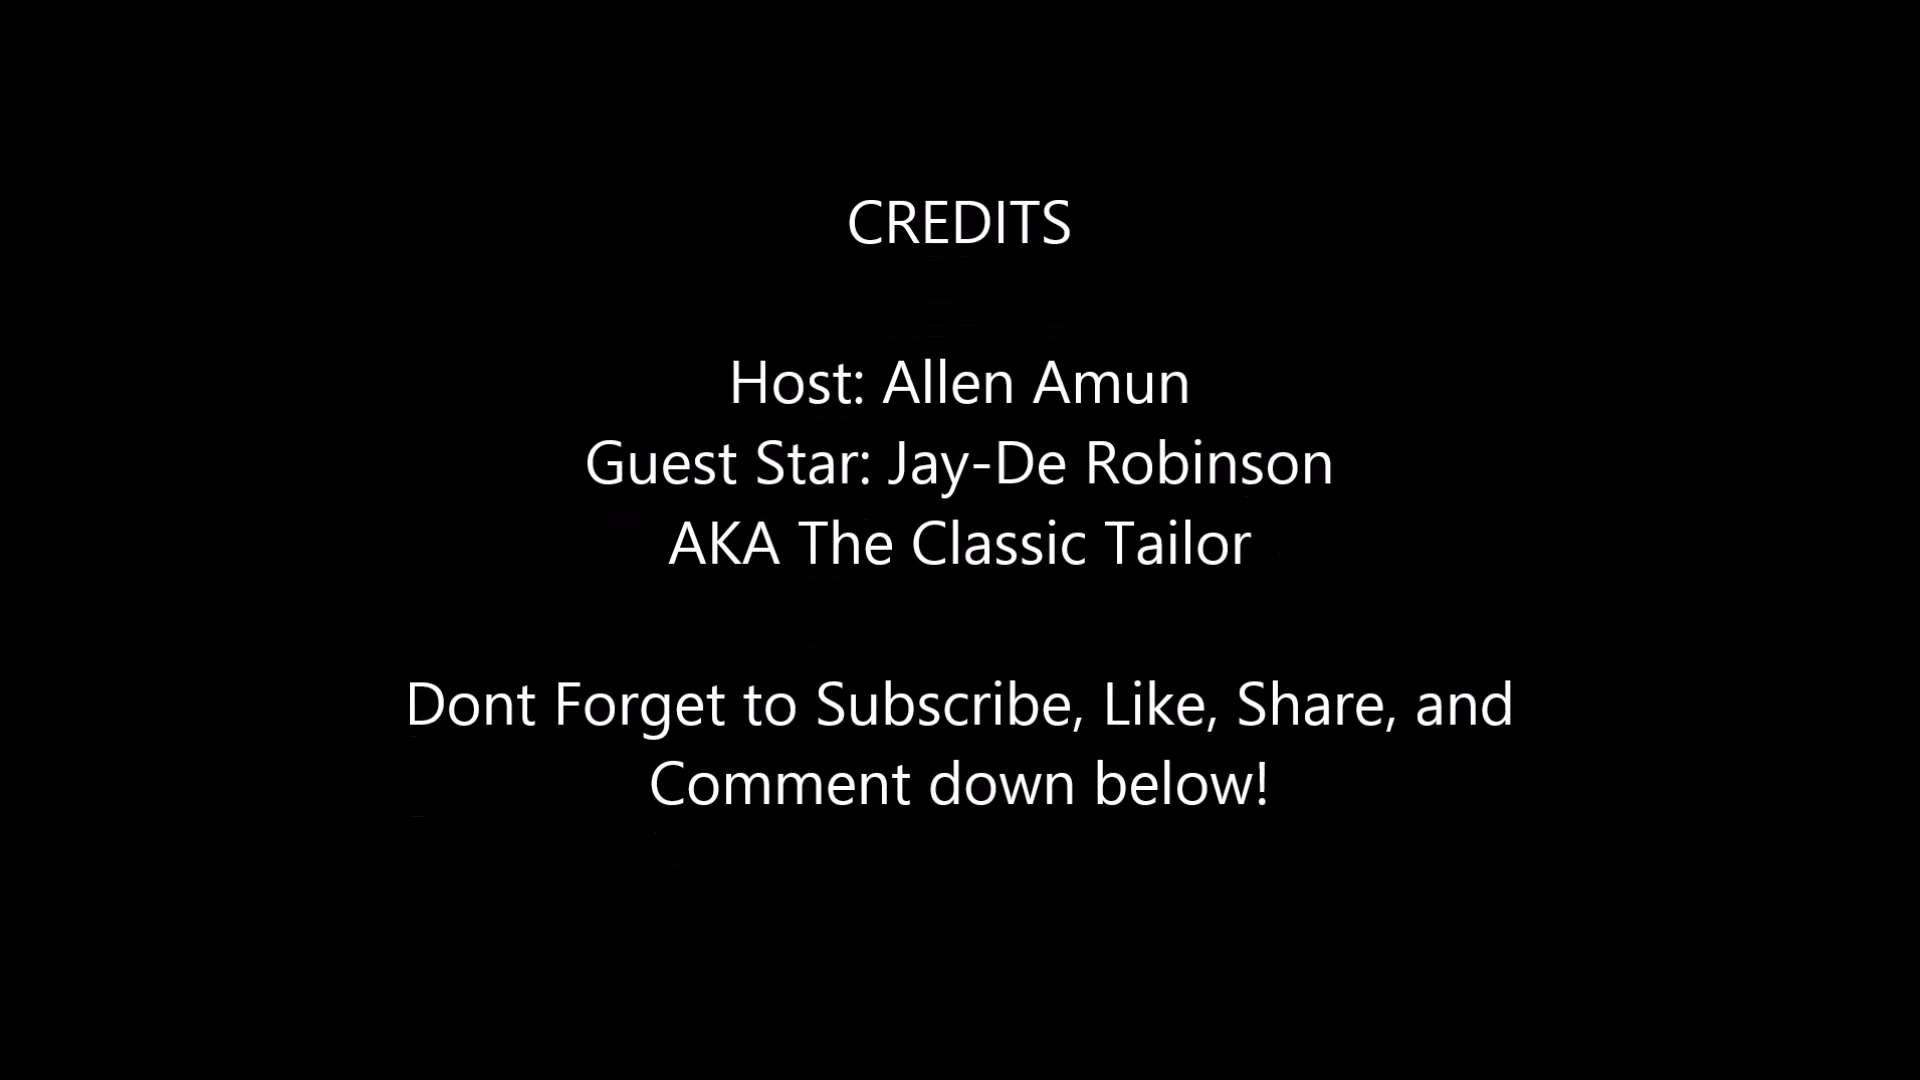 CREDITS
Host: Allen Amun
Guest Star: Jay-De Robinson
AKA The Classic Tailor
Dont Forget to Subscribe, Like, Share, and
Comment down below!